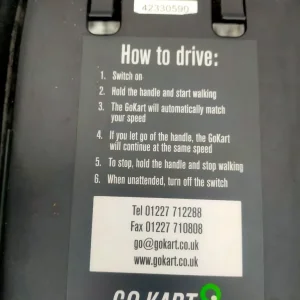 42330590
How to drive:
1. Switch on
2. Hold the handle and start walking
3. The GoKart will automatically match
your speed
4. If you let go of the handle, the GoKart
will continue at the same speed
5. To stop, hold the handle and stop walking
6. When unattended, turn off the switch
Tel 01227 712288
Fax 01227 710808
go@gokart.co.uk
www.gokart.co.uk
GO KART